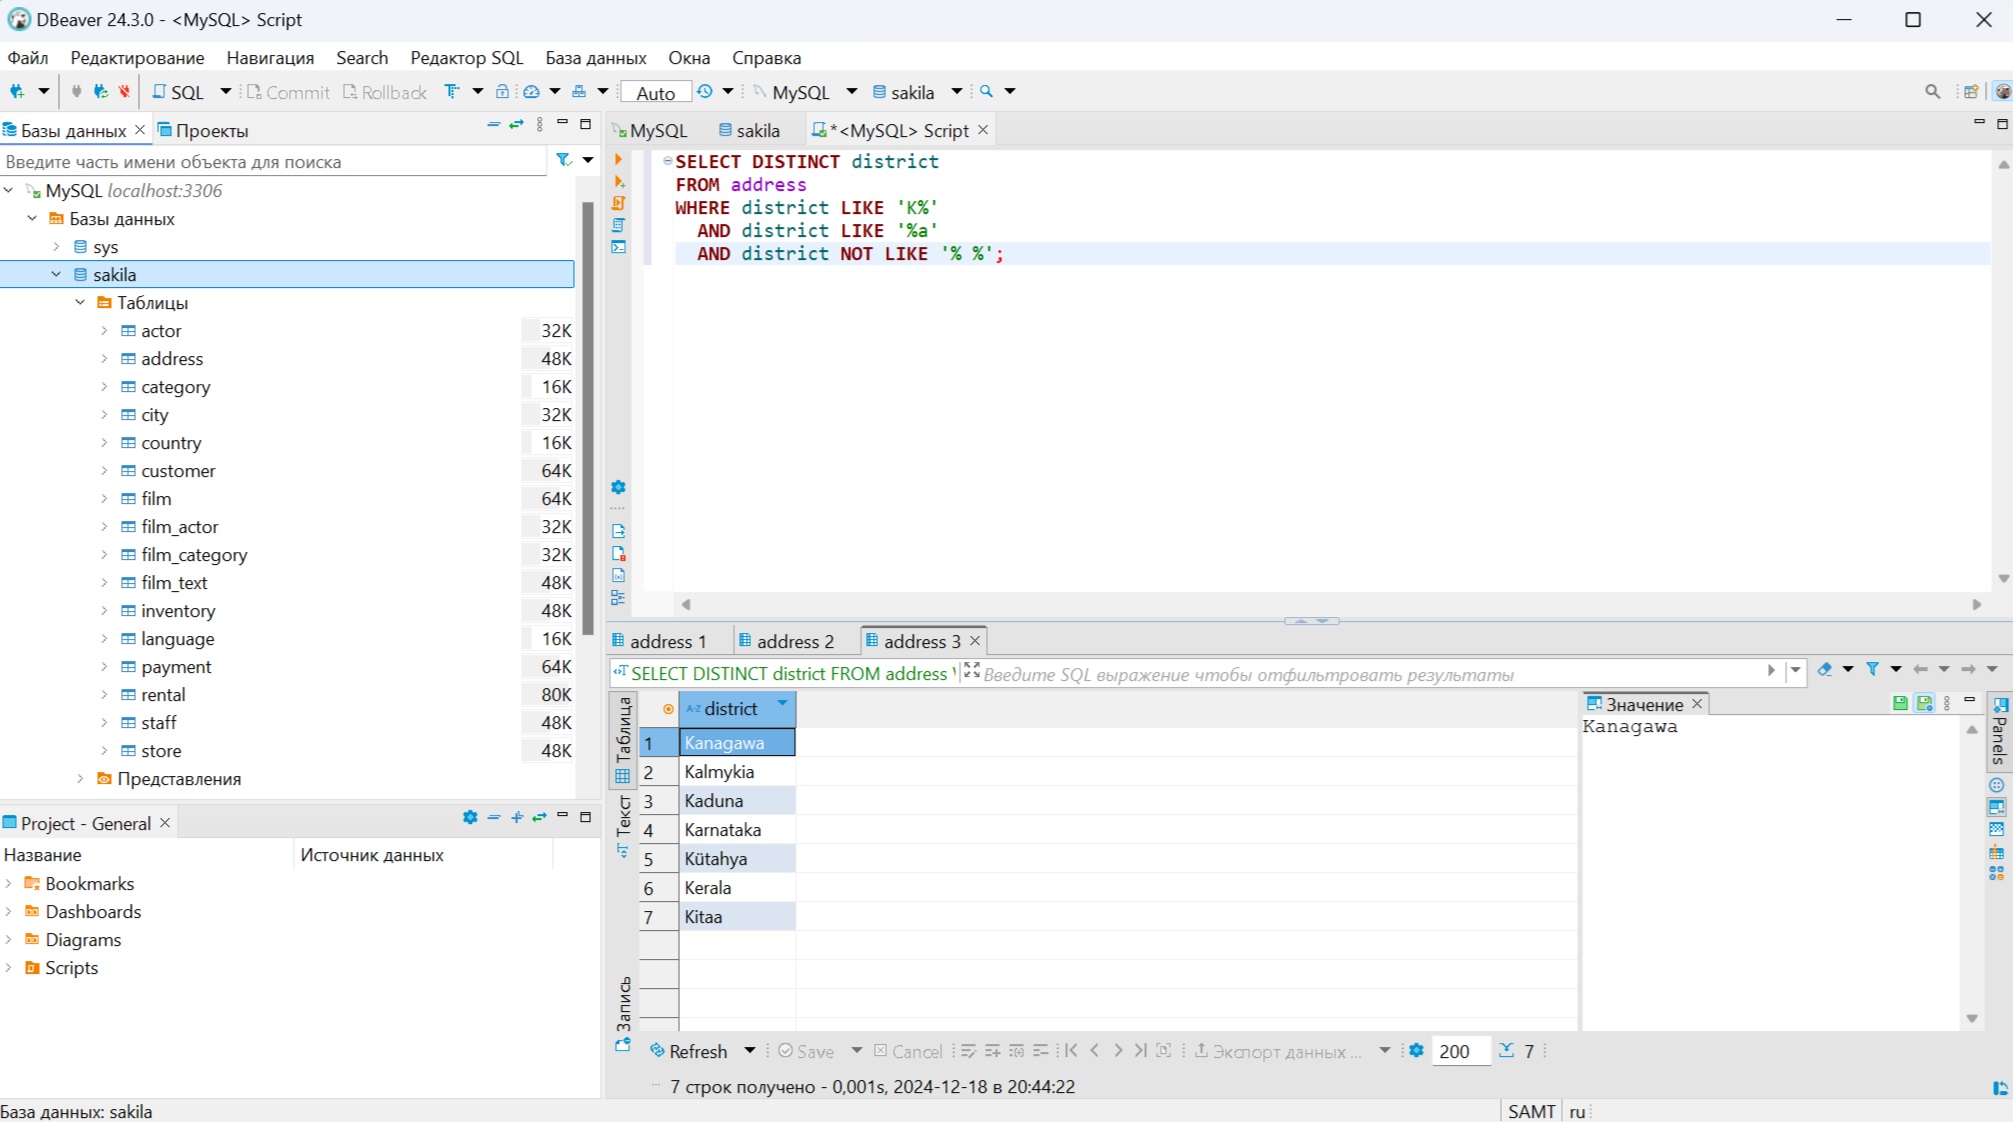 DBeaver 24.3.0 - <MySQL> Script
Файл Редактирование Навигация Search Редактор SQL База данных Окна Справка
SQL Commit Rollback Auto MySQL sakila
Базы данных Проекты
Введите часть имени объекта для поиска
MySQL localhost:3306
Базы данных
sys
sakila
Таблицы
actor 32K
address 48K
category 16K
city 32K
country 16K
customer 64K
film 64K
film_actor 32K
film_category 32K
film_text 48K
inventory 48K
language 16K
payment 64K
rental 80K
staff 48K
store 48K
Представления
Project - General
Название Источник данных
Bookmarks
Dashboards
Diagrams
Scripts
MySQL sakila *<MySQL> Script
SELECT DISTINCT district
FROM address
WHERE district LIKE 'K%'
AND district LIKE '%a'
AND district NOT LIKE '% %';
address 1 address 2 address 3
SELECT DISTINCT district FROM address Введите SQL выражение чтобы отфильтровать результаты
Таблица
Текст
Запись
A-Z district
1 Kanagawa
2 Kalmykia
3 Kaduna
4 Karnataka
5 Kütahya
6 Kerala
7 Kitaa
Значение
Kanagawa
Panels
Refresh Save Cancel Экспорт данных ... 200 7
7 строк получено - 0,001s, 2024-12-18 в 20:44:22
База данных: sakila SAMT ru